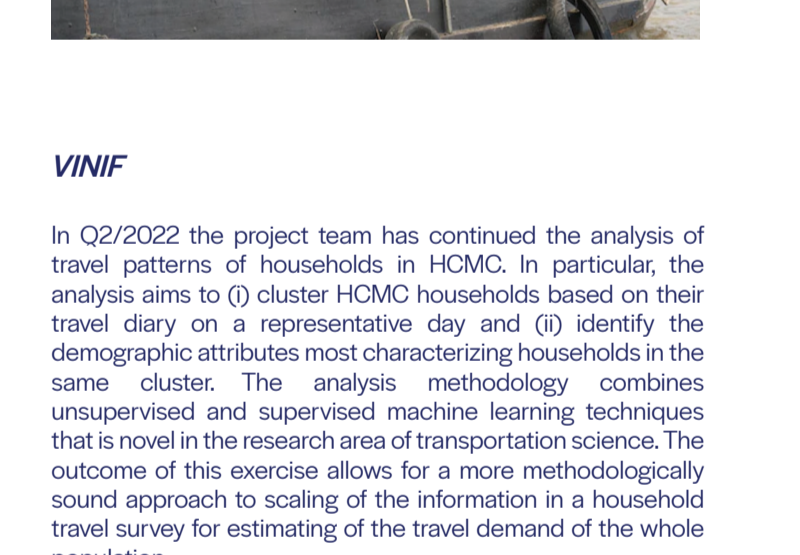 VINIF
In Q2/2022 the project team has continued the analysis of
travel patterns of households in HCMC. In particular, the
analysis aims to (i) cluster HCMC households based on their
travel diary on a representative day and (ii) identify the
demographic attributes most characterizing households in the
same cluster. The analysis methodology combines
unsupervised and supervised machine learning techniques
that is novel in the research area of transportation science. The
outcome of this exercise allows for a more methodologically
sound approach to scaling of the information in a household
travel survey for estimating of the travel demand of the whole